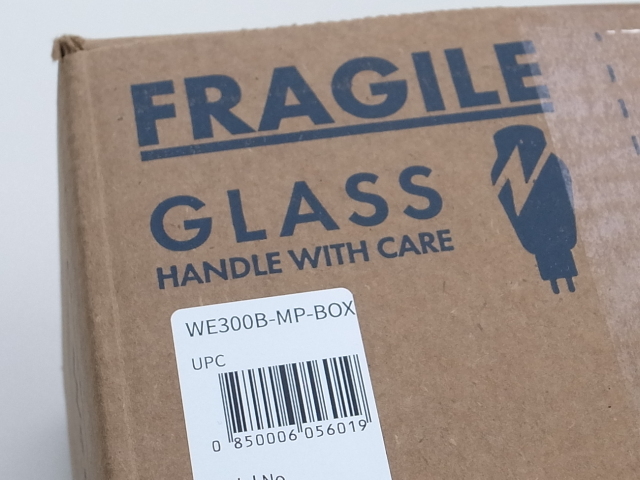 FRAGILE
GLASS
HANDLE WITH CARE
WE300B-MP-BOX
UPC
0 850006 056019